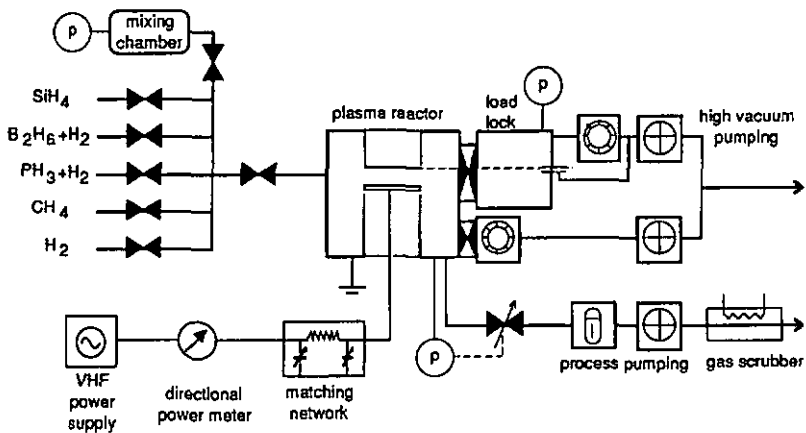 p
mixing
chamber
SiH4
B2H6+H2
PH3+H2
CH4
H2
plasma reactor
load
lock
p
high vacuum
pumping
VHF
power
supply
directional
power meter
matching
network
p
process pumping
gas scrubber